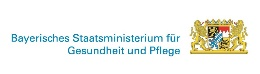 Bayerisches Staatsministerium für
Gesundheit und Pflege